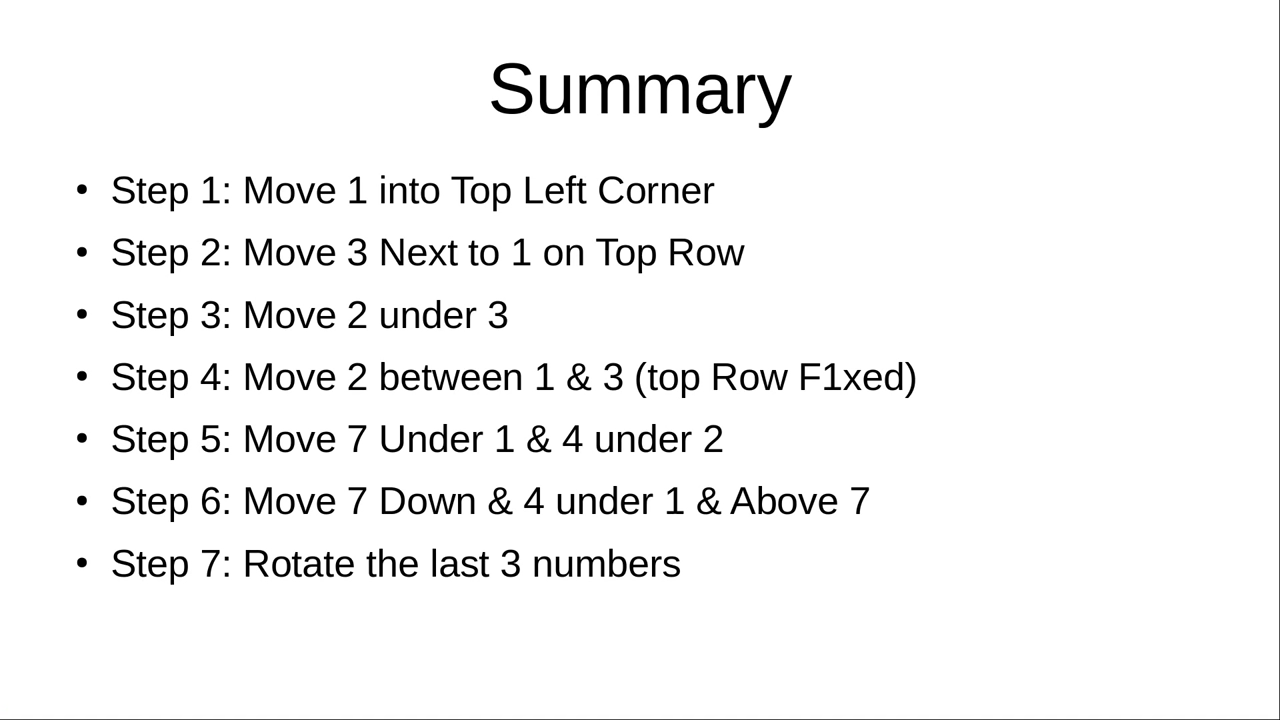 Summary
• Step 1: Move 1 into Top Left Corner
• Step 2: Move 3 Next to 1 on Top Row
• Step 3: Move 2 under 3
• Step 4: Move 2 between 1 & 3 (top Row F1xed)
• Step 5: Move 7 Under 1 & 4 under 2
• Step 6: Move 7 Down & 4 under 1 & Above 7
• Step 7: Rotate the last 3 numbers